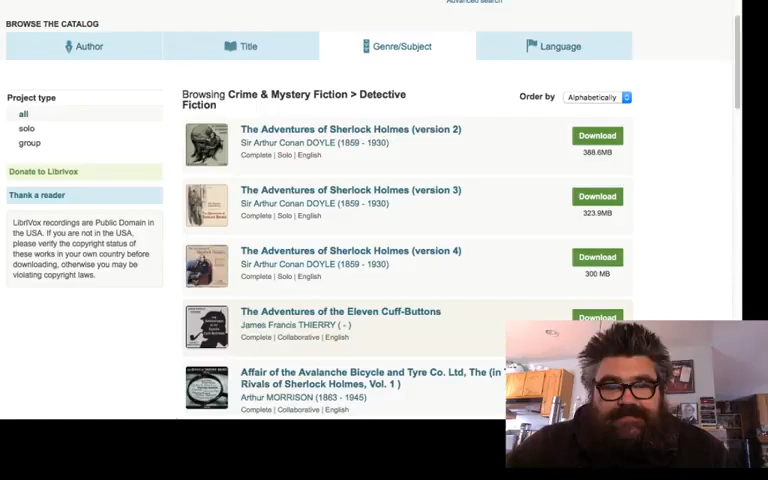 Advanced search
BROWSE THE CATALOG
Author
Title
Genre/Subject
Language
Project type
all
solo
group
Donate to Librivox
Thank a reader
LibriVox recordings are Public Domain in
the USA. If you are not in the USA,
please verify the copyright status of
these works in your own country before
downloading, otherwise you may be
violating copyright laws.
Browsing Crime & Mystery Fiction > Detective
Fiction
Order by
Alphabetically
The Adventures of Sherlock Holmes (version 2)
Sir Arthur Conan DOYLE (1859 - 1930)
Complete | Solo | English
Download
388.6MB
The Adventures of Sherlock Holmes (version 3)
Sir Arthur Conan DOYLE (1859 - 1930)
Complete | Solo | English
Download
323.9MB
The Adventures of Sherlock Holmes (version 4)
Sir Arthur Conan DOYLE (1859 - 1930)
Complete | Solo | English
Download
300 MB
The Adventures of the Eleven Cuff-Buttons
James Francis THIERRY ( - )
Complete | Collaborative | English
Download
Affair of the Avalanche Bicycle and Tyre Co. Ltd, The (in
Rivals of Sherlock Holmes, Vol. 1 )
Arthur MORRISON (1863 - 1945)
Complete | Collaborative | English